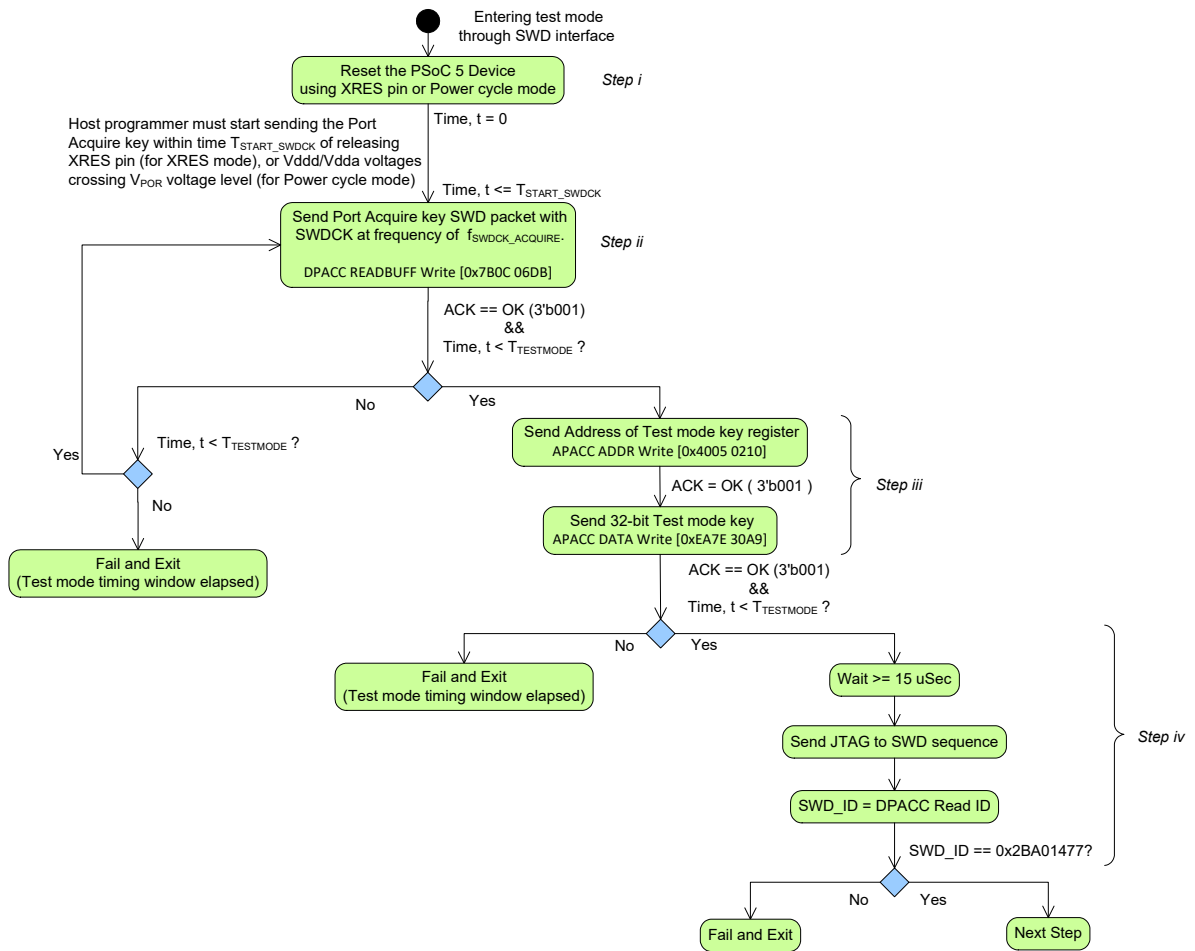 Entering test mode
through SWD interface
Reset the PSoC 5 Device
using XRES pin or Power cycle mode
Step i
Time, t = 0
Host programmer must start sending the Port
Acquire key within time TSTART_SWDCK of releasing
XRES pin (for XRES mode), or Vddd/Vdda voltages
crossing VPOR voltage level (for Power cycle mode)
Time, t <= TSTART_SWDCK
Send Port Acquire key SWD packet with
SWDCK at frequency of fSWDCK_ACQUIRE.
DPACC READBUFF Write [0x7B0C 06DB]
Step ii
ACK == OK (3'b001)
&&
Time, t < TTESTMODE ?
No
Yes
Time, t < TTESTMODE ?
Yes
No
Fail and Exit
(Test mode timing window elapsed)
Send Address of Test mode key register
APACC ADDR Write [0x4005 0210]
ACK = OK ( 3'b001 )
Step iii
Send 32-bit Test mode key
APACC DATA Write [0xEA7E 30A9]
ACK == OK (3'b001)
&&
Time, t < TTESTMODE ?
No
Yes
Fail and Exit
(Test mode timing window elapsed)
Wait >= 15 uSec
Send JTAG to SWD sequence
Step iv
SWD_ID = DPACC Read ID
SWD_ID == 0x2BA01477?
No
Yes
Fail and Exit
Next Step